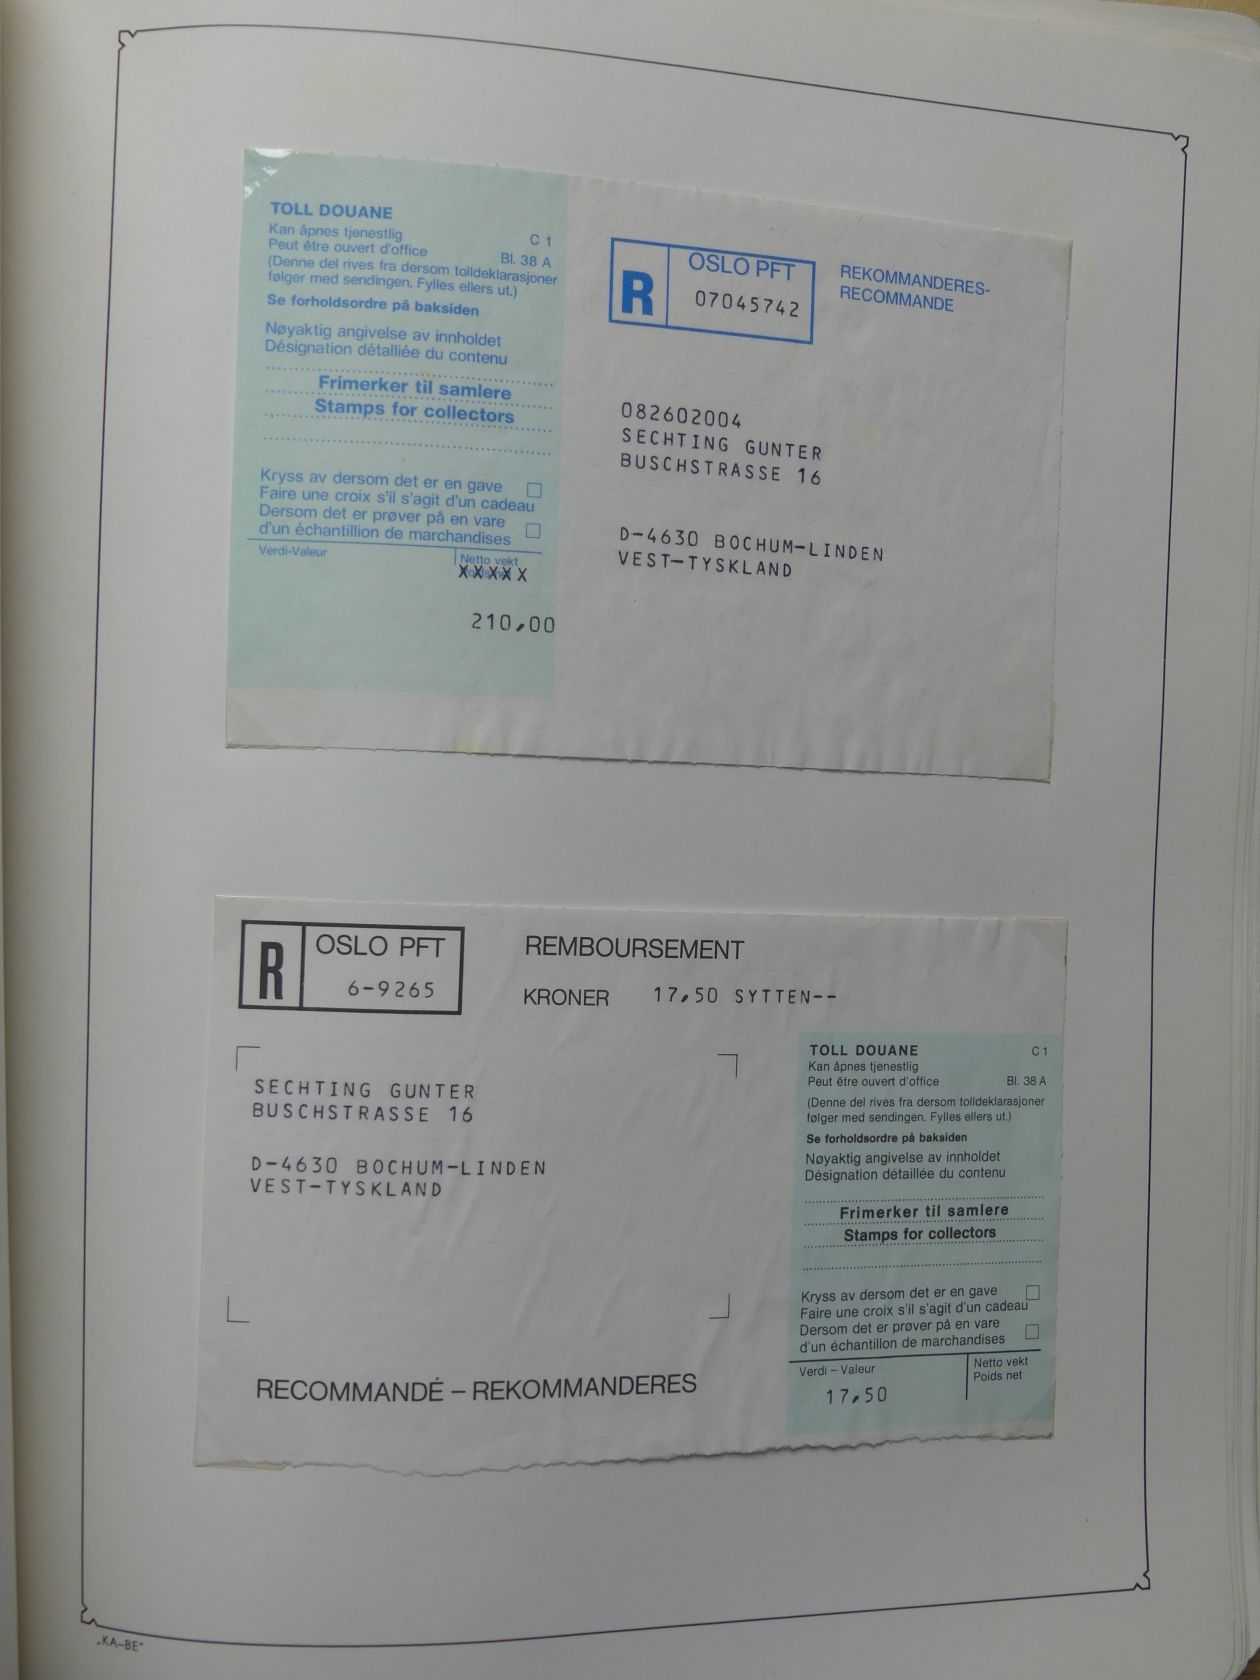 TOLL DOUANE
Kan åpnes tjenestlig C 1
Peut être ouvert d'office Bl. 38 A
(Denne del rives fra dersom tolldeklarasjoner
følger med sendingen. Fylles ellers ut.)
Se forholdsordre på baksiden
Nøyaktig angivelse av innholdet
Désignation détalliée du contenu
Frimerker til samlere
Stamps for collectors
Kryss av dersom det er en gave
Faire une croix s'il s'agit d'un cadeau
Dersom det er prøver på en vare
d'un échantillion de marchandises
Verdi-Valeur
Netto vekt
XXXXX
210,00
R
OSLO PFT
07045742
REKOMMANDERES-
RECOMMANDE
082602004
SECHTING GUNTER
BUSCHSTRASSE 16
D-4630 BOCHUM-LINDEN
VEST-TYSKLAND
R
OSLO PFT
6-9265
REMBOURSEMENT
KRONER 17,50 SYTTEN--
SECHTING GUNTER
BUSCHSTRASSE 16
D-4630 BOCHUM-LINDEN
VEST-TYSKLAND
RECOMMANDÉ – REKOMMANDERES
TOLL DOUANE C 1
Kan åpnes tjenestlig
Peut être ouvert d'office Bl. 38 A
(Denne del rives fra dersom tolldeklarasjoner
følger med sendingen. Fylles ellers ut.)
Se forholdsordre på baksiden
Nøyaktig angivelse av innholdet
Désignation détaillée du contenu
Frimerker til samlere
Stamps for collectors
Kryss av dersom det er en gave
Faire une croix s'il s'agit d'un cadeau
Dersom det er prøver på en vare
d'un échantillon de marchandises
Verdi – Valeur
Netto vekt
Poids net
17,50
„KA–BE“